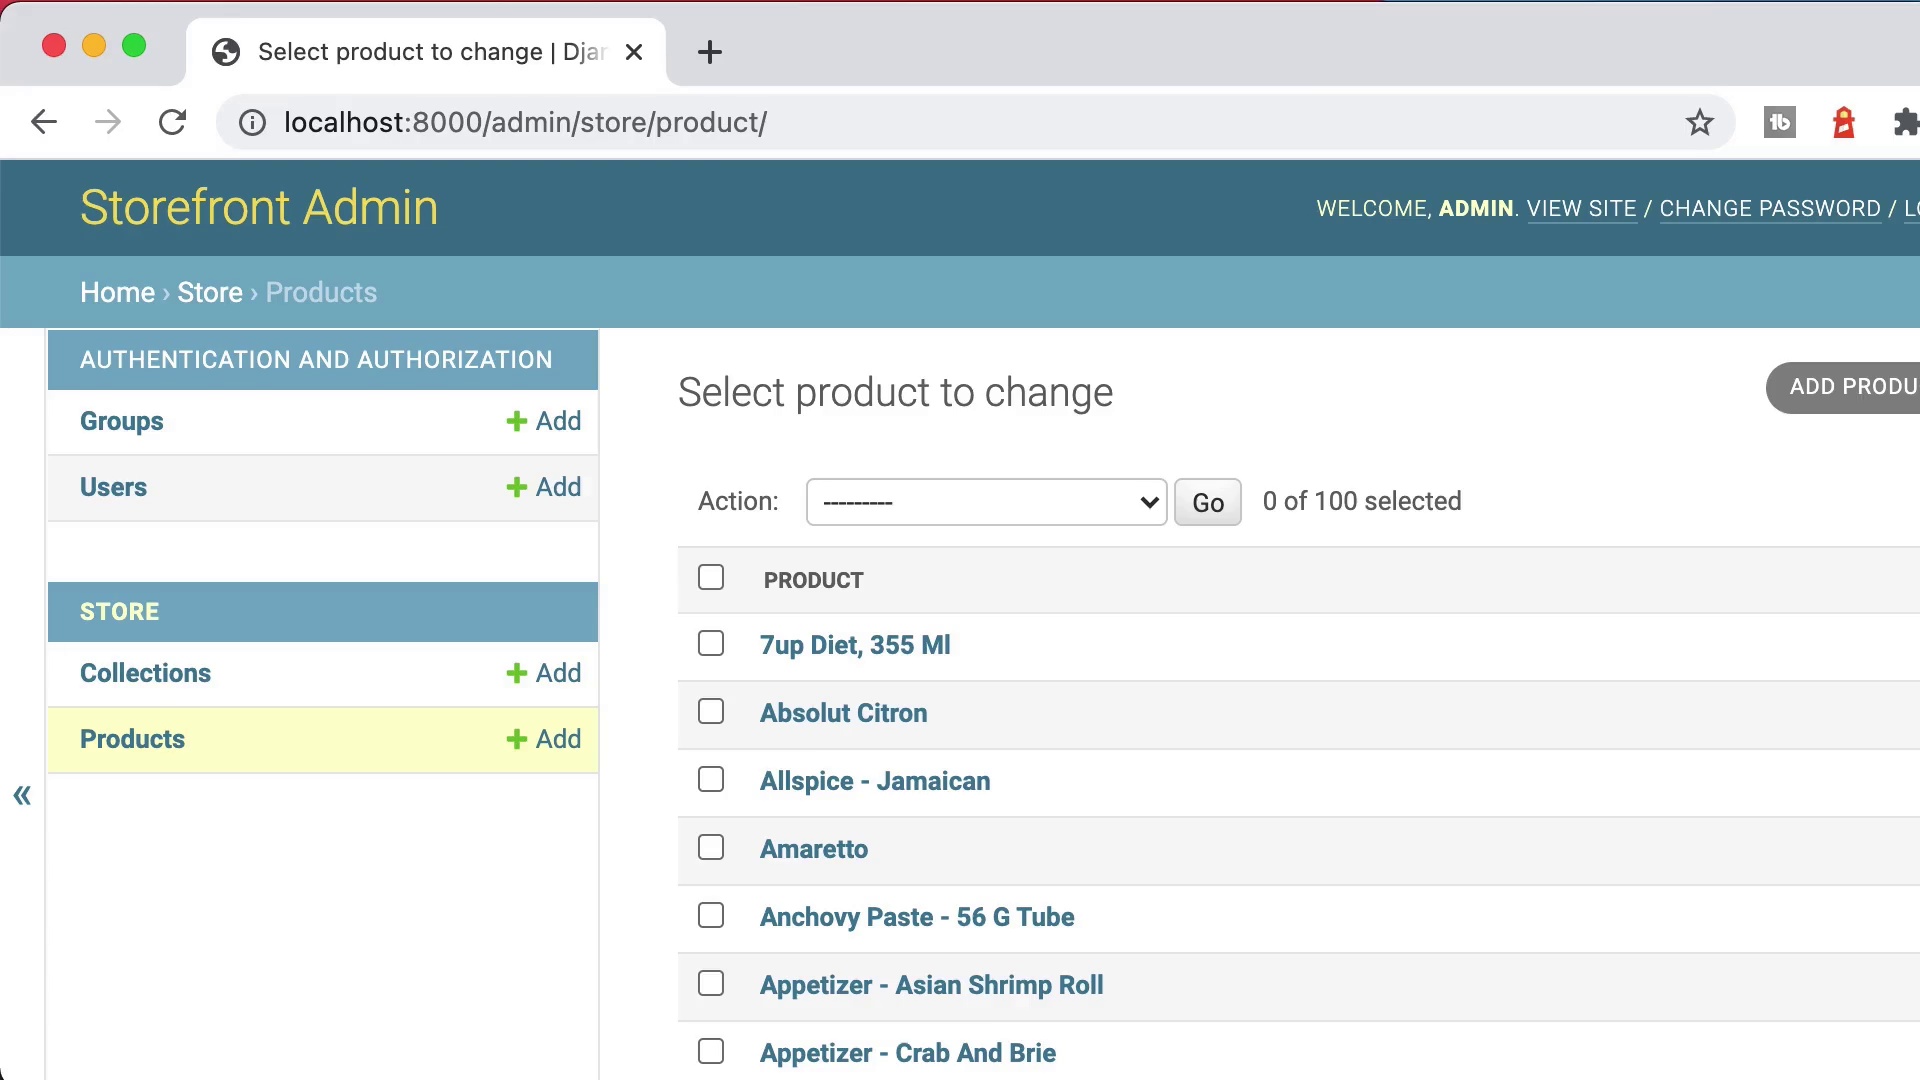 Select product to change | Djan
localhost:8000/admin/store/product/
Storefront Admin
WELCOME, ADMIN. VIEW SITE / CHANGE PASSWORD /
Home › Store › Products
AUTHENTICATION AND AUTHORIZATION
Groups + Add
Users + Add
STORE
Collections + Add
Products + Add
«
Select product to change
ADD PRODU
Action: --------- Go 0 of 100 selected
PRODUCT
7up Diet, 355 Ml
Absolut Citron
Allspice - Jamaican
Amaretto
Anchovy Paste - 56 G Tube
Appetizer - Asian Shrimp Roll
Appetizer - Crab And Brie